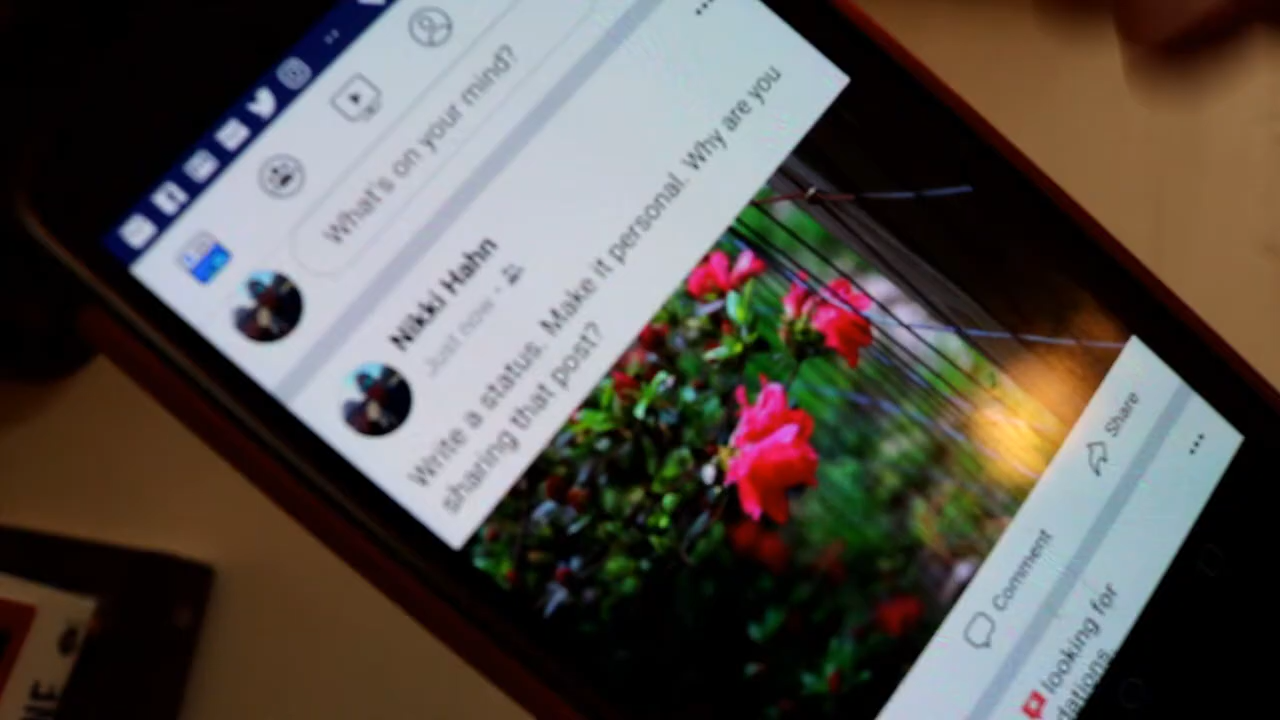 What's on your mind?
Nikki Hahn
Just now
Write a status. Make it personal. Why are you
sharing that post?
Comment
Share
looking for